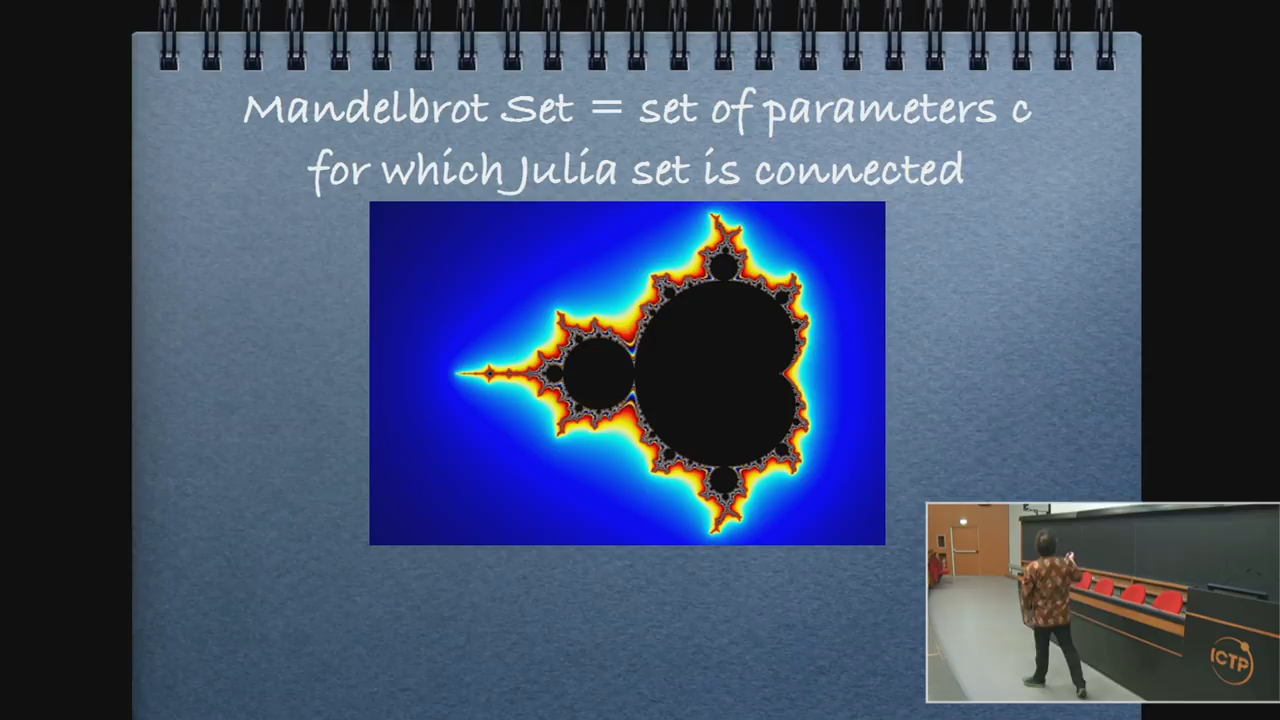 Mandelbrot Set = set of parameters c
for which Julia set is connected
ICTP